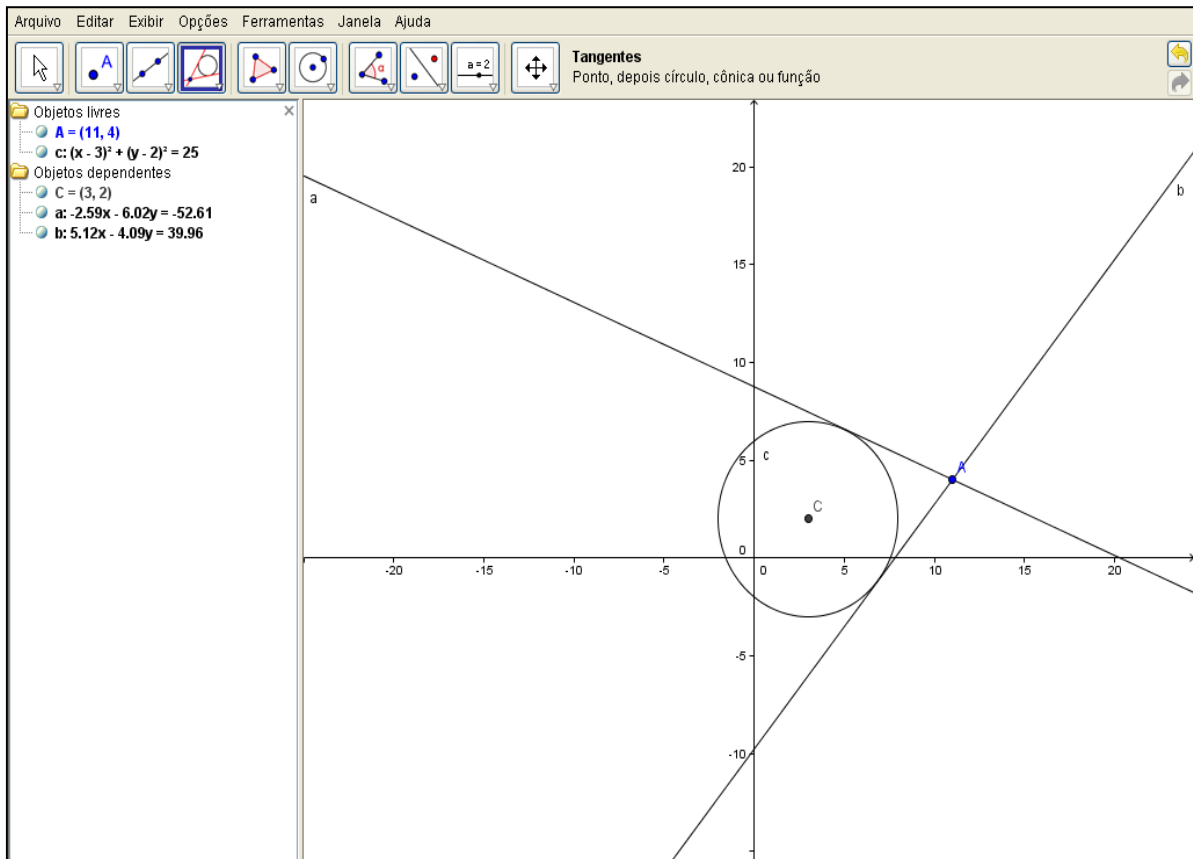 Arquivo Editar Exibir Opções Ferramentas Janela Ajuda
A
α
a = 2
Tangentes
Ponto, depois círculo, cônica ou função
Objetos livres
A = (11, 4)
c: (x - 3)² + (y - 2)² = 25
Objetos dependentes
C = (3, 2)
a: -2.59x - 6.02y = -52.61
b: 5.12x - 4.09y = 39.96
20
a
b
15
10
5
c
A
C
0
-20 -15 -10 -5 0 5 10 15 20
-5
-10